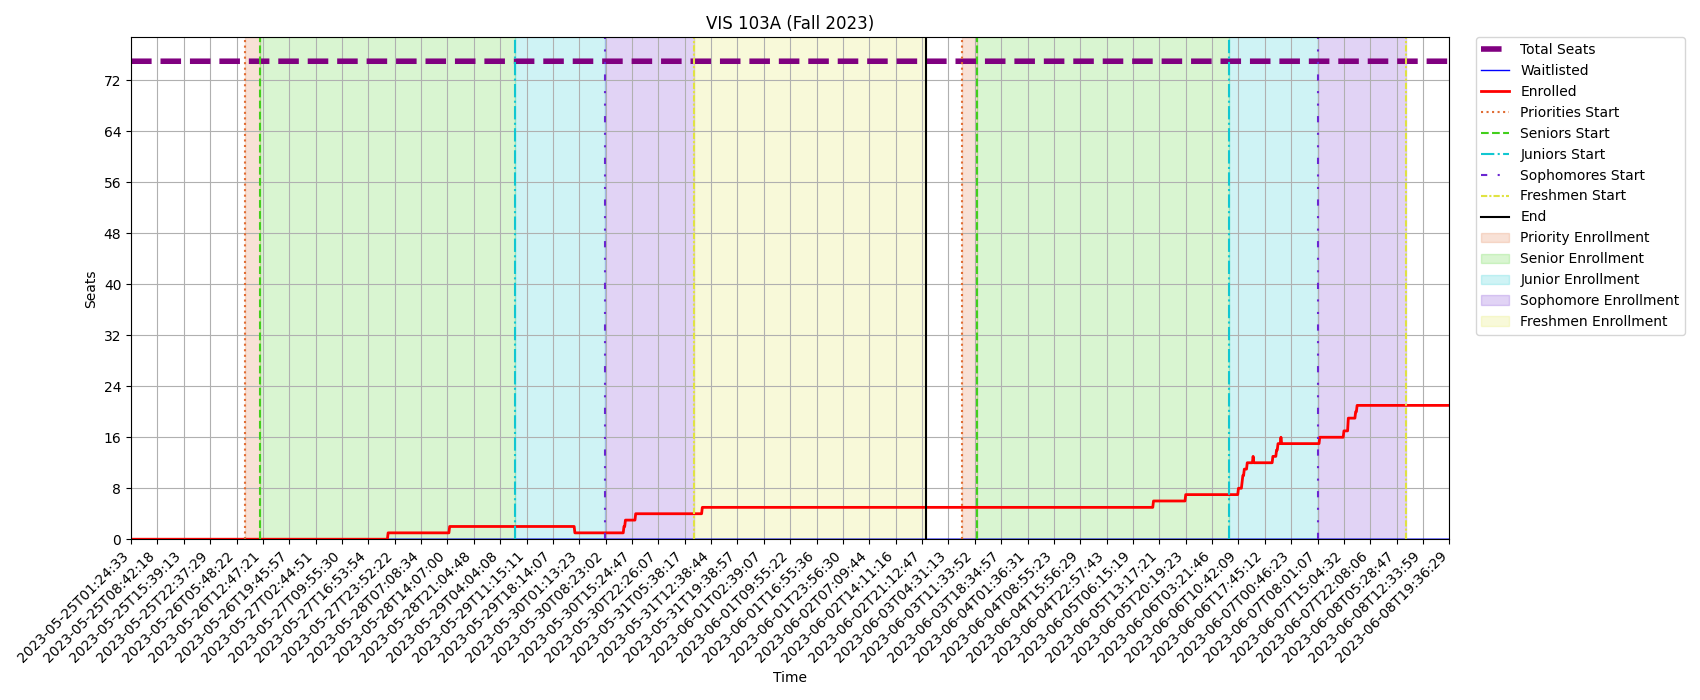 VIS 103A (Fall 2023)
Seats
72
64
56
48
40
32
24
16
8
0
2023-05-25T01:24:33
2023-05-25T08:42:18
2023-05-25T15:39:13
2023-05-25T22:37:29
2023-05-26T05:48:22
2023-05-26T12:47:21
2023-05-26T19:45:57
2023-05-27T02:44:51
2023-05-27T09:55:30
2023-05-27T16:53:54
2023-05-27T23:52:22
2023-05-28T07:08:34
2023-05-28T14:07:00
2023-05-28T21:04:48
2023-05-29T04:04:08
2023-05-29T11:15:11
2023-05-29T18:14:07
2023-05-30T01:13:23
2023-05-30T08:23:02
2023-05-30T15:24:47
2023-05-30T22:26:07
2023-05-31T05:38:17
2023-05-31T12:38:44
2023-05-31T19:38:57
2023-06-01T02:39:07
2023-06-01T09:55:22
2023-06-01T16:55:36
2023-06-01T23:56:30
2023-06-02T07:09:44
2023-06-02T14:11:16
2023-06-02T21:12:47
2023-06-03T04:31:13
2023-06-03T11:33:52
2023-06-03T18:34:57
2023-06-04T01:36:31
2023-06-04T08:55:23
2023-06-04T15:56:29
2023-06-04T22:57:43
2023-06-05T06:15:19
2023-06-05T13:17:21
2023-06-05T20:19:23
2023-06-06T03:21:46
2023-06-06T10:42:09
2023-06-06T17:45:12
2023-06-07T00:46:23
2023-06-07T08:01:07
2023-06-07T15:04:32
2023-06-07T22:08:06
2023-06-08T05:28:47
2023-06-08T12:33:59
2023-06-08T19:36:29
Time
Total Seats
Waitlisted
Enrolled
Priorities Start
Seniors Start
Juniors Start
Sophomores Start
Freshmen Start
End
Priority Enrollment
Senior Enrollment
Junior Enrollment
Sophomore Enrollment
Freshmen Enrollment